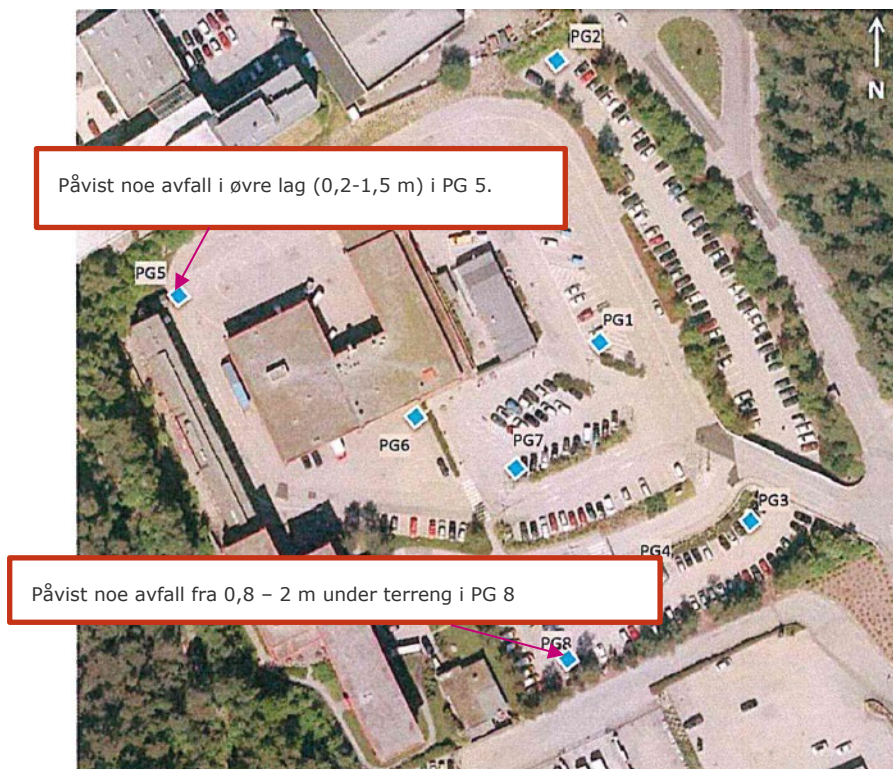 PG2
N
Påvist noe avfall i øvre lag (0,2-1,5 m) i PG 5.
PG5
PG1
PG6
PG7
PG3
PG4
Påvist noe avfall fra 0,8 – 2 m under terreng i PG 8
PG8